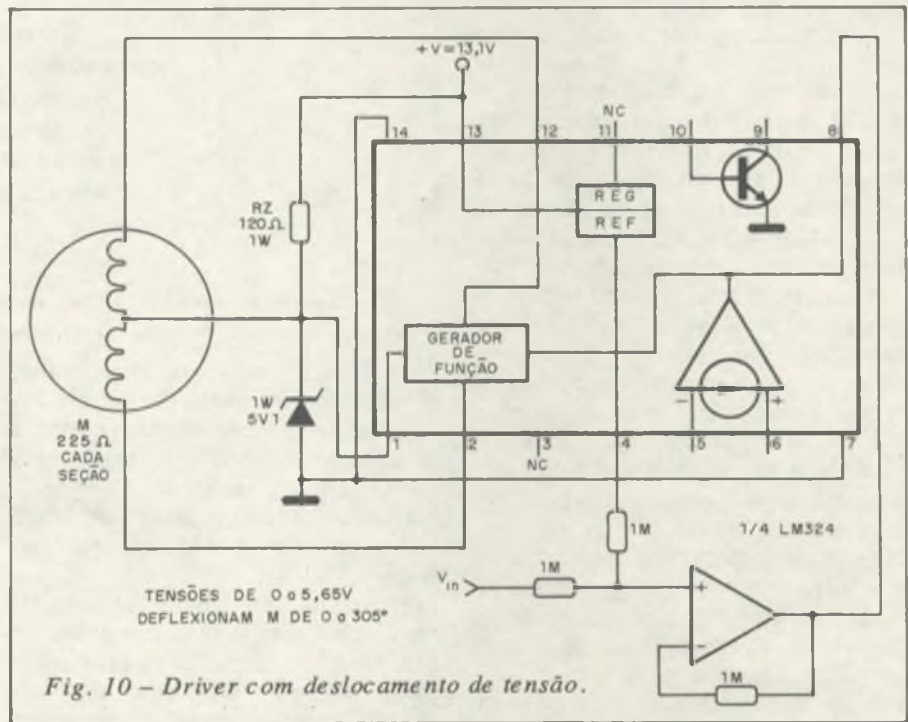 +V=13,1V
NC
14
13
12
11
10
9
8
REG
REF
RZ
120Ω
1W
GERADOR
DE
FUNÇÃO
1W
5V1
M
225Ω
CADA
SEÇÃO
1
2
3
4
5
6
7
-
+
NC
1M
1/4 LM324
Vin
1M
+
-
1M
TENSÕES DE 0 a 5,65V
DEFLEXIONAM M DE 0 a 305°
Fig. 10 – Driver com deslocamento de tensão.